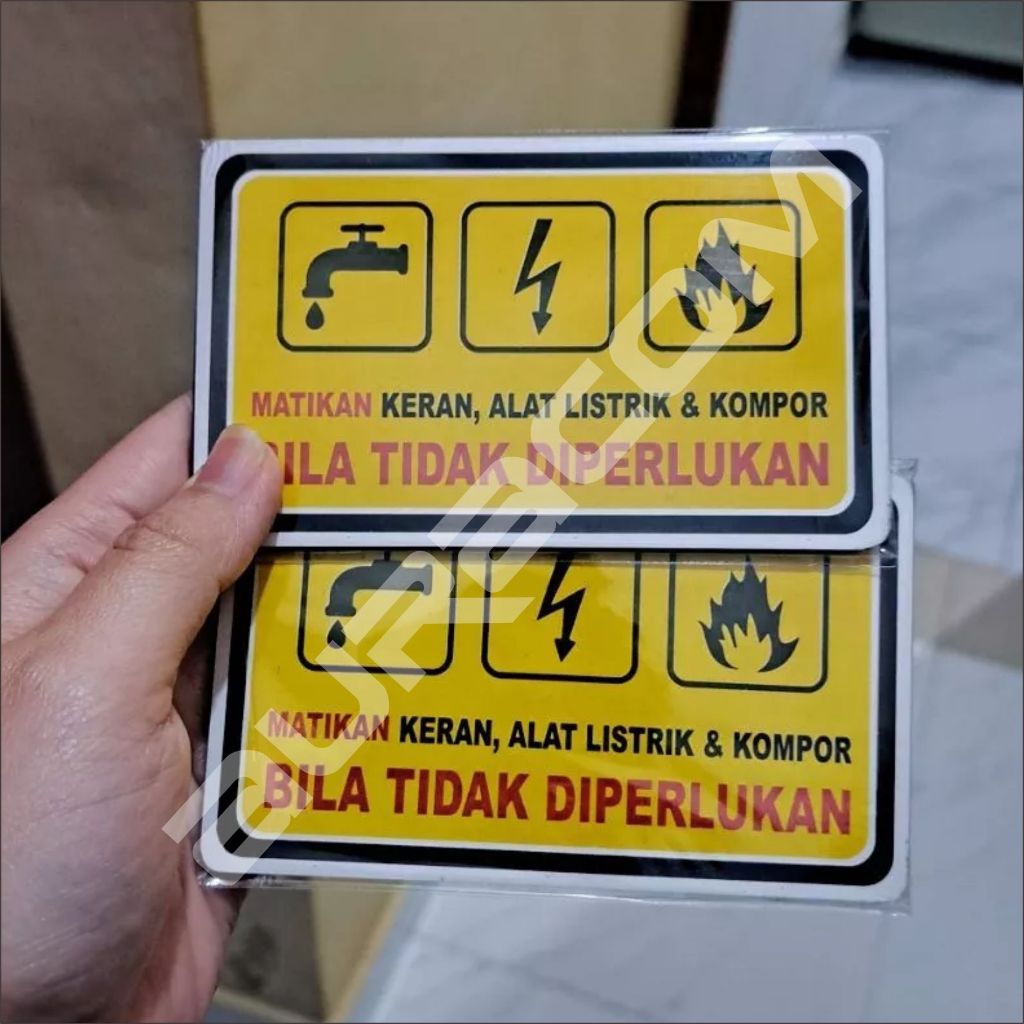 MATIKAN KERAN, ALAT LISTRIK & KOMPOR
BILA TIDAK DIPERLUKAN
MATIKAN KERAN, ALAT LISTRIK & KOMPOR
BILA TIDAK DIPERLUKAN